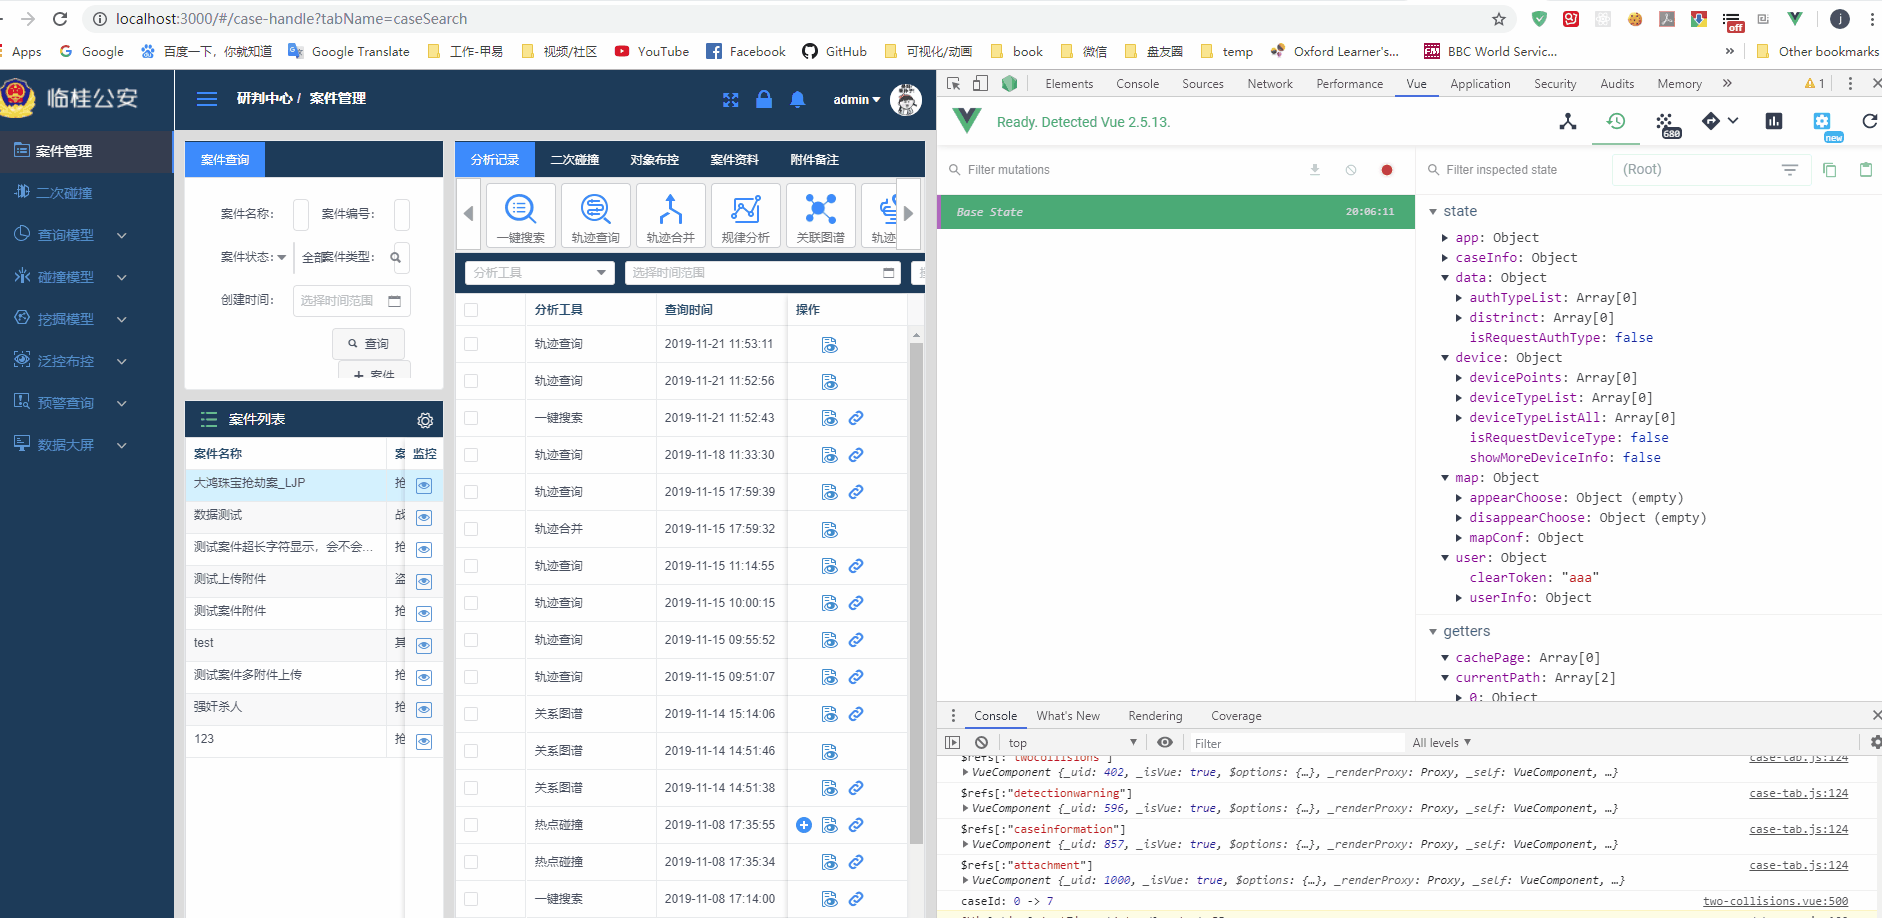 localhost:3000/#/case-handle?tabName=caseSearch
off
j
Apps
Google
百度一下，你就知道
Google Translate
工作-甲易
视频/社区
YouTube
Facebook
GitHub
可视化/动画
book
微信
盘友圈
temp
Oxford Learner's...
BBC World Servic...
»
Other bookmarks
临桂公安
研判中心 / 案件管理
admin
案件管理
二次碰撞
查询模型
碰撞模型
挖掘模型
泛控布控
预警查询
数据大屏
案件查询
案件名称:
案件编号:
案件状态:
全部
案件类型:
创建时间:
选择时间范围
查询
+ 案件
案件列表
案件名称
案
监控
大鸿珠宝抢劫案_LJP
抢
数据测试
战
测试案件超长字符显示，会不会...
抢
测试上传附件
盗
测试案件附件
抢
test
其
测试案件多附件上传
抢
强奸杀人
抢
123
抢
分析记录
二次碰撞
对象布控
案件资料
附件备注
一键搜索
轨迹查询
轨迹合并
规律分析
关联图谱
轨迹
分析工具
选择时间范围
分析工具
查询时间
操作
轨迹查询 2019-11-21 11:53:11
轨迹查询 2019-11-21 11:52:56
一键搜索 2019-11-21 11:52:43
轨迹查询 2019-11-18 11:33:30
轨迹查询 2019-11-15 17:59:39
轨迹合并 2019-11-15 17:59:32
轨迹查询 2019-11-15 11:14:55
轨迹查询 2019-11-15 10:00:15
轨迹查询 2019-11-15 09:55:52
轨迹查询 2019-11-15 09:51:07
关系图谱 2019-11-14 15:14:06
关系图谱 2019-11-14 14:51:46
关系图谱 2019-11-14 14:51:38
热点碰撞 2019-11-08 17:35:55
热点碰撞 2019-11-08 17:35:34
一键搜索 2019-11-08 17:14:00
Elements
Console
Sources
Network
Performance
Vue
Application
Security
Audits
Memory
»
1
Ready. Detected Vue 2.5.13.
680
new
Filter mutations
Base State
20:06:11
Filter inspected state
(Root)
state
app: Object
caseInfo: Object
data: Object
authTypeList: Array[0]
distrinct: Array[0]
isRequestAuthType: false
device: Object
devicePoints: Array[0]
deviceTypeList: Array[0]
deviceTypeListAll: Array[0]
isRequestDeviceType: false
showMoreDeviceInfo: false
map: Object
appearChoose: Object (empty)
disappearChoose: Object (empty)
mapConf: Object
user: Object
clearToken: "aaa"
userInfo: Object
getters
cachePage: Array[0]
currentPath: Array[2]
0: Object
Console
What's New
Rendering
Coverage
top
Filter
All levels
$refs[:"twocollisions"] case-tab.js:124
VueComponent {_uid: 402, _isVue: true, $options: {…}, _renderProxy: Proxy, _self: VueComponent, …}
$refs[:"detectionwarning"] case-tab.js:124
VueComponent {_uid: 596, _isVue: true, $options: {…}, _renderProxy: Proxy, _self: VueComponent, …}
$refs[:"caseinformation"] case-tab.js:124
VueComponent {_uid: 857, _isVue: true, $options: {…}, _renderProxy: Proxy, _self: VueComponent, …}
$refs[:"attachment"] case-tab.js:124
VueComponent {_uid: 1000, _isVue: true, $options: {…}, _renderProxy: Proxy, _self: VueComponent, …}
caseId: 0 -> 7 two-collisions.vue:500